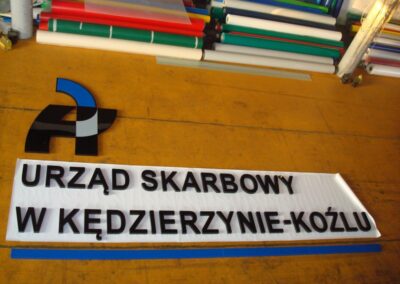 URZĄD SKARBOWY
W KĘDZIERZYNIE-KOŹLU